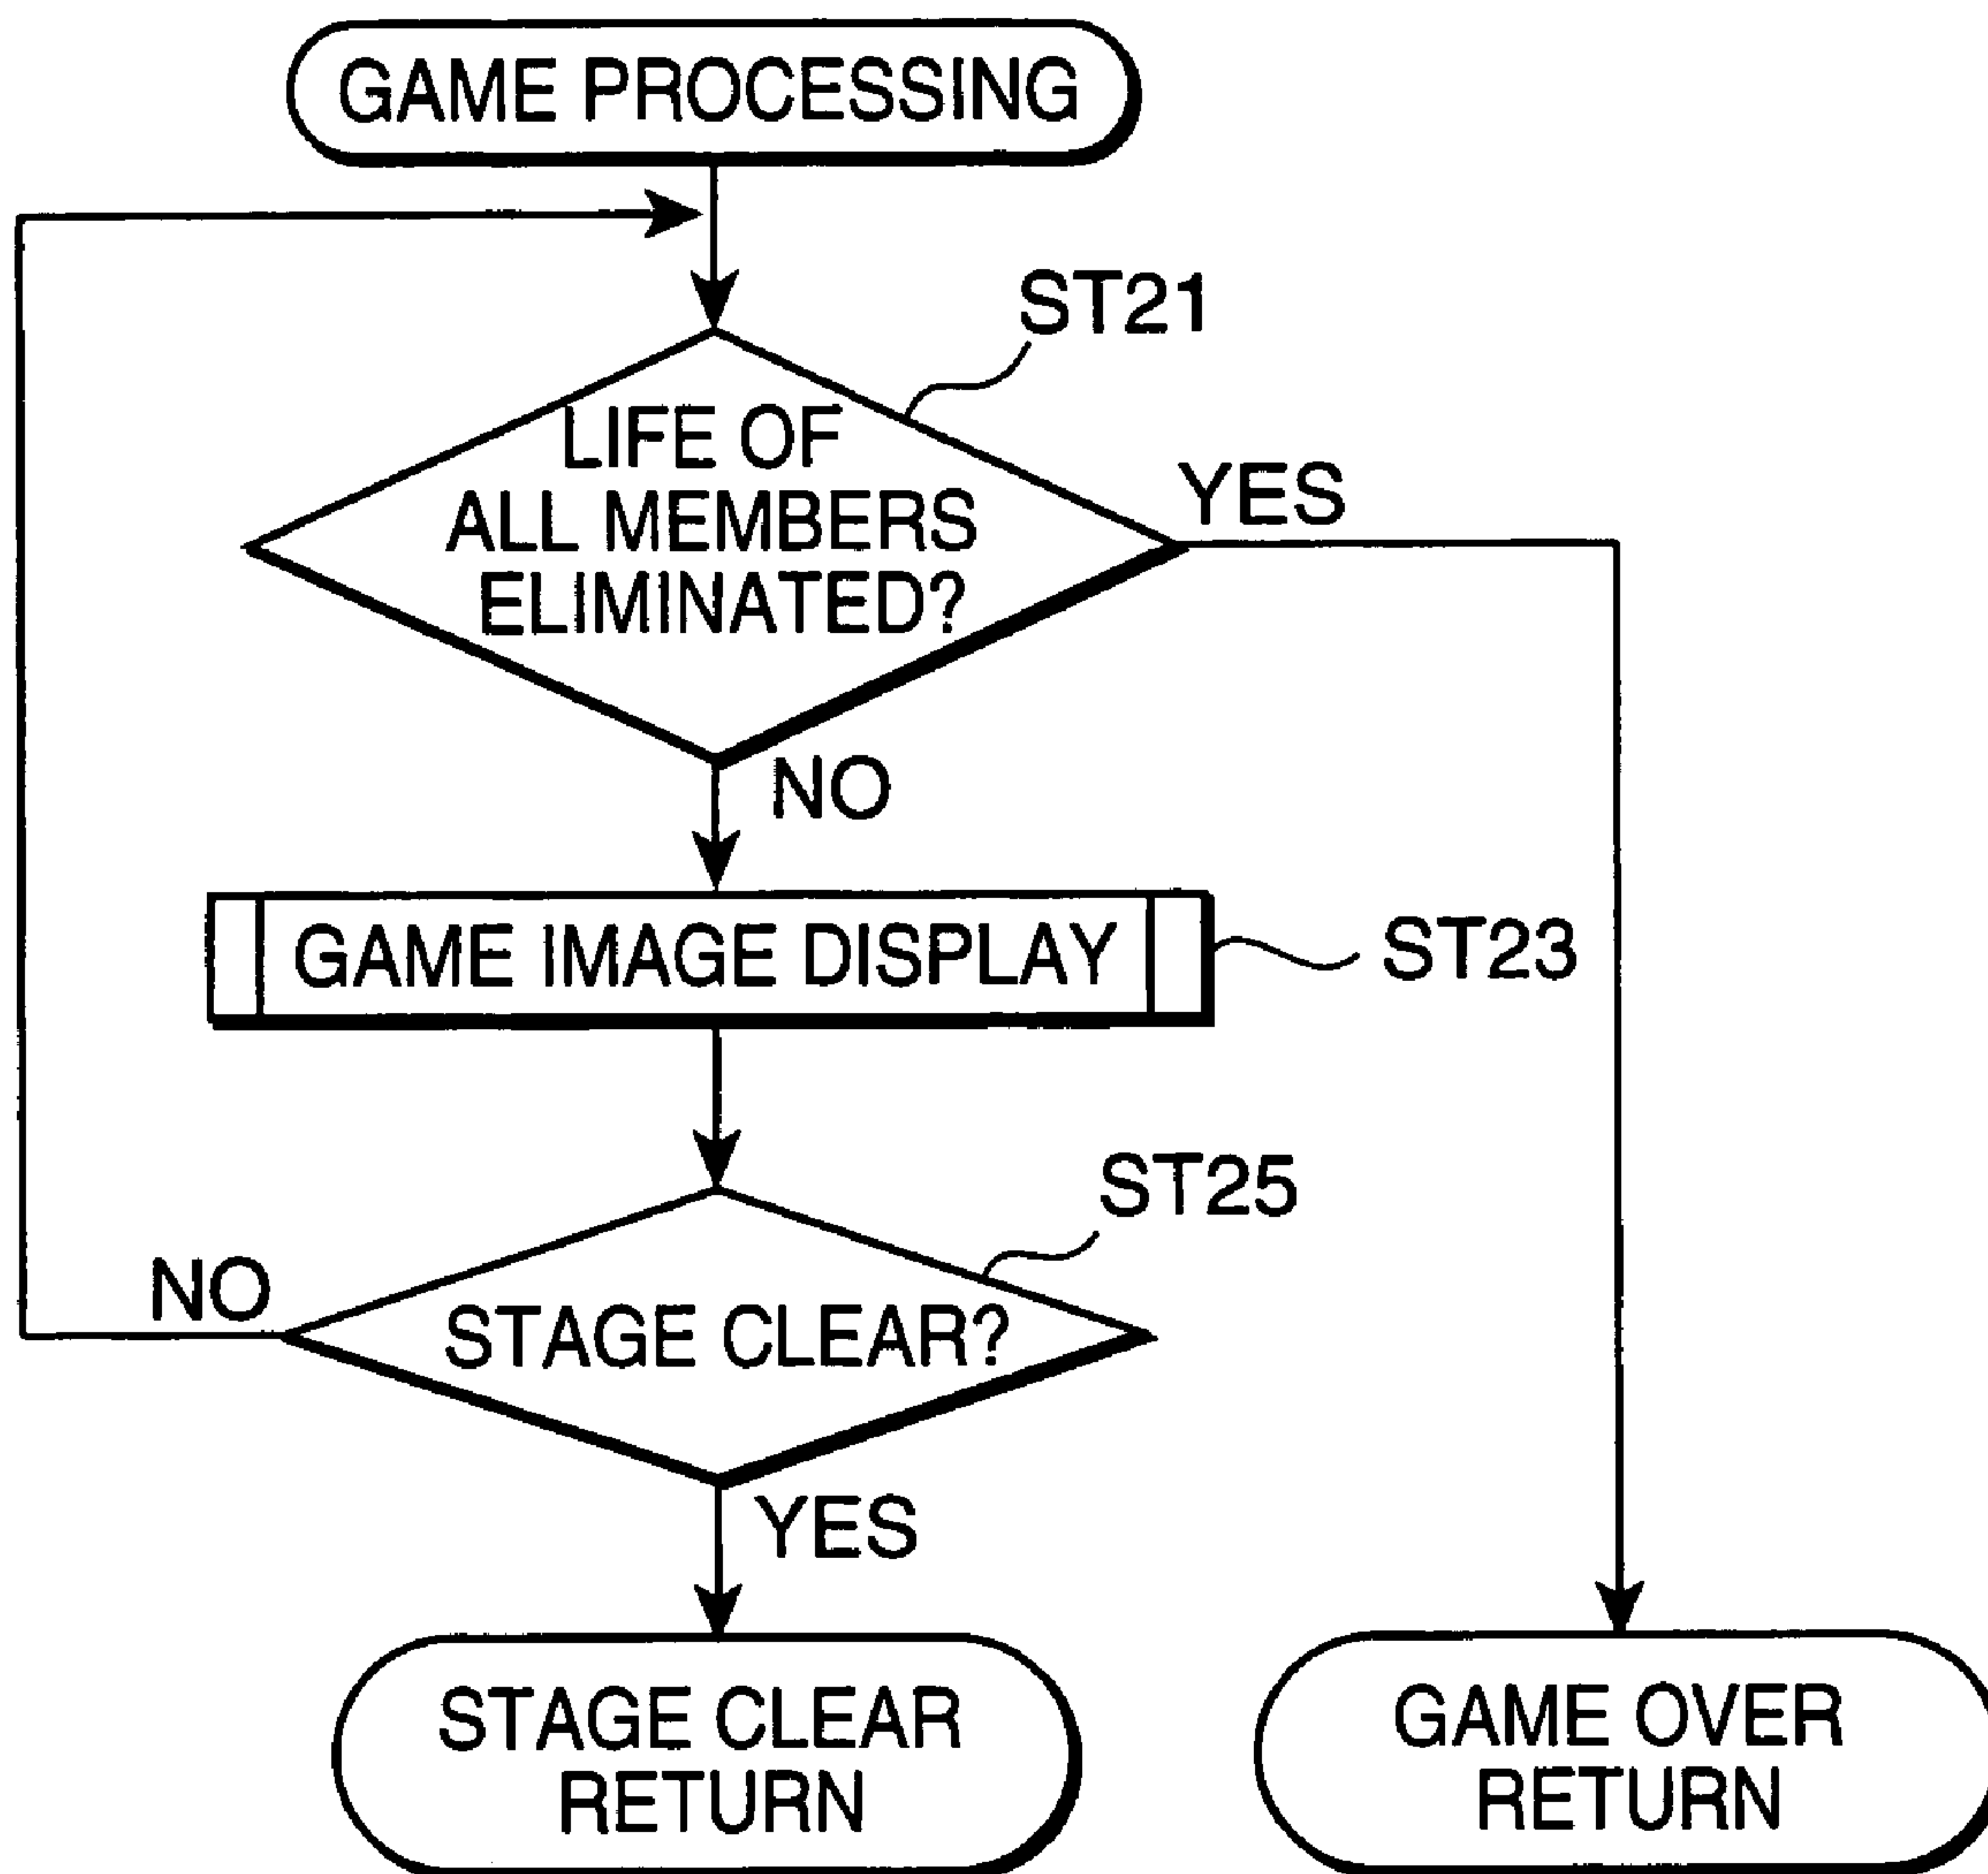 GAME PROCESSING
ST21
LIFE OF
ALL MEMBERS
ELIMINATED?
YES
NO
GAME IMAGE DISPLAY
ST23
ST25
NO
STAGE CLEAR?
YES
STAGE CLEAR
RETURN
GAME OVER
RETURN